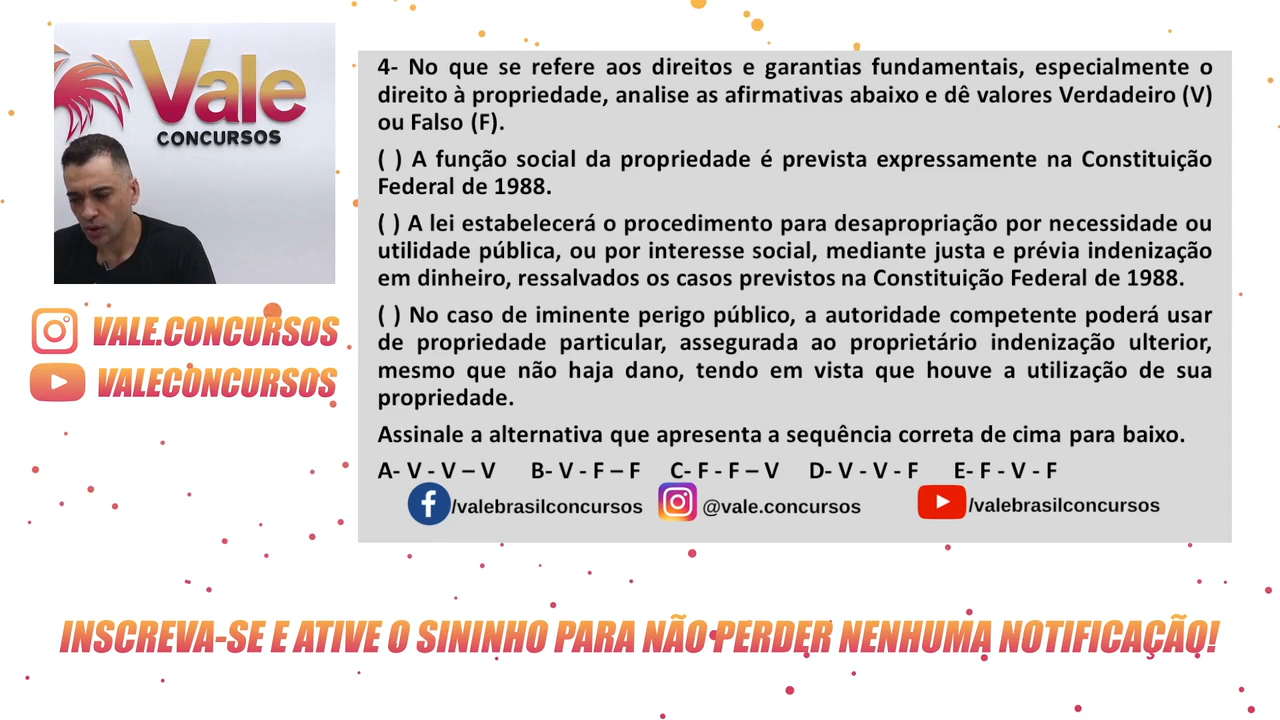 Vale
CONCURSOS
VALE.CONCURSOS
VALECONCURSOS
4- No que se refere aos direitos e garantias fundamentais, especialmente o
direito à propriedade, analise as afirmativas abaixo e dê valores Verdadeiro (V)
ou Falso (F).
( ) A função social da propriedade é prevista expressamente na Constituição
Federal de 1988.
( ) A lei estabelecerá o procedimento para desapropriação por necessidade ou
utilidade pública, ou por interesse social, mediante justa e prévia indenização
em dinheiro, ressalvados os casos previstos na Constituição Federal de 1988.
( ) No caso de iminente perigo público, a autoridade competente poderá usar
de propriedade particular, assegurada ao proprietário indenização ulterior,
mesmo que não haja dano, tendo em vista que houve a utilização de sua
propriedade.
Assinale a alternativa que apresenta a sequência correta de cima para baixo.
A- V - V – V B- V - F – F C- F - F – V D- V - V - F E- F - V - F
/valebrasilconcursos @vale.concursos /valebrasilconcursos
INSCREVA-SE E ATIVE O SININHO PARA NÃO PERDER NENHUMA NOTIFICAÇÃO!